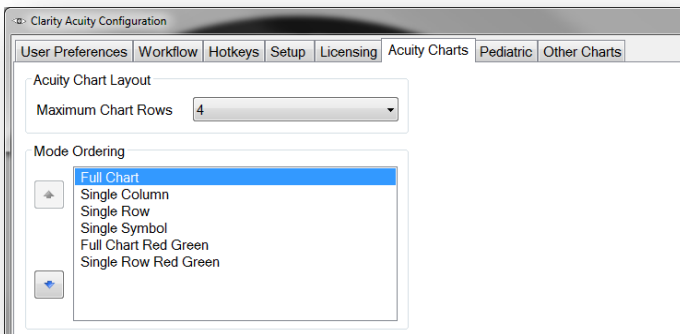 Clarity Acuity Configuration
User Preferences Workflow Hotkeys Setup Licensing Acuity Charts Pediatric Other Charts
Acuity Chart Layout
Maximum Chart Rows 4
Mode Ordering
Full Chart
Single Column
Single Row
Single Symbol
Full Chart Red Green
Single Row Red Green